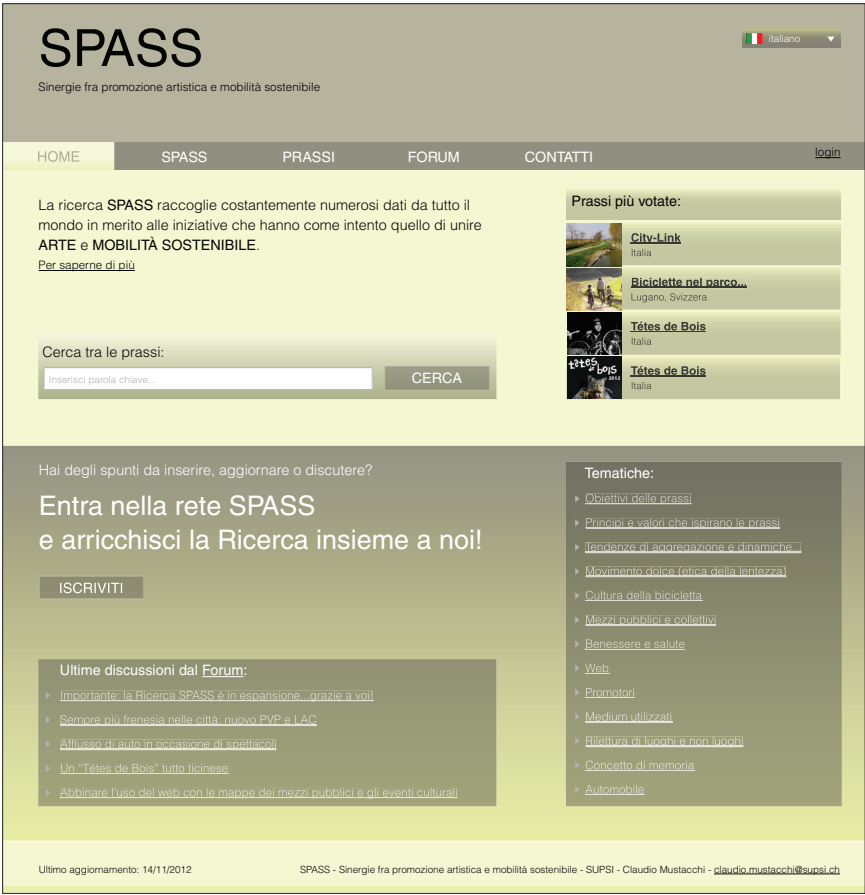 SPASS
italiano
Sinergie fra promozione artistica e mobilità sostenibile
HOME SPASS PRASSI FORUM CONTATTI login
La ricerca SPASS raccoglie costantemente numerosi dati da tutto il
mondo in merito alle iniziative che hanno come intento quello di unire
ARTE e MOBILITÀ SOSTENIBILE.
Per saperne di più
Cerca tra le prassi:
Inserisci parola chiave...
CERCA
Prassi più votate:
City-Link
Italia
Biciclette nel parco...
Lugano, Svizzera
Tétes de Bois
Italia
têtes de bois
2012
Tétes de Bois
Italia
Hai degli spunti da inserire, aggiornare o discutere?
Entra nella rete SPASS
e arricchisci la Ricerca insieme a noi!
ISCRIVITI
Ultime discussioni dal Forum:
Importante: la Ricerca SPASS è in espansione...grazie a voi!
Sempre più frenesia nelle città: nuovo PVP e LAC
Afflusso di auto in occasione di spettacoli
Un “Tétes de Bois” tutto ticinese
Abbinare l'uso del web con le mappe dei mezzi pubblici e gli eventi culturali
Tematiche:
Obiettivi delle prassi
Principi e valori che ispirano le prassi
Tendenze di aggregazione e dinamiche...
Movimento dolce (etica della lentezza)
Cultura della bicicletta
Mezzi pubblici e collettivi
Benessere e salute
Web
Promotori
Medium utilizzati
Rilettura di luoghi e non luoghi
Concetto di memoria
Automobile
Ultimo aggiornamento: 14/11/2012
SPASS - Sinergie fra promozione artistica e mobilità sostenibile - SUPSI - Claudio Mustacchi - claudio.mustacchi@supsi.ch